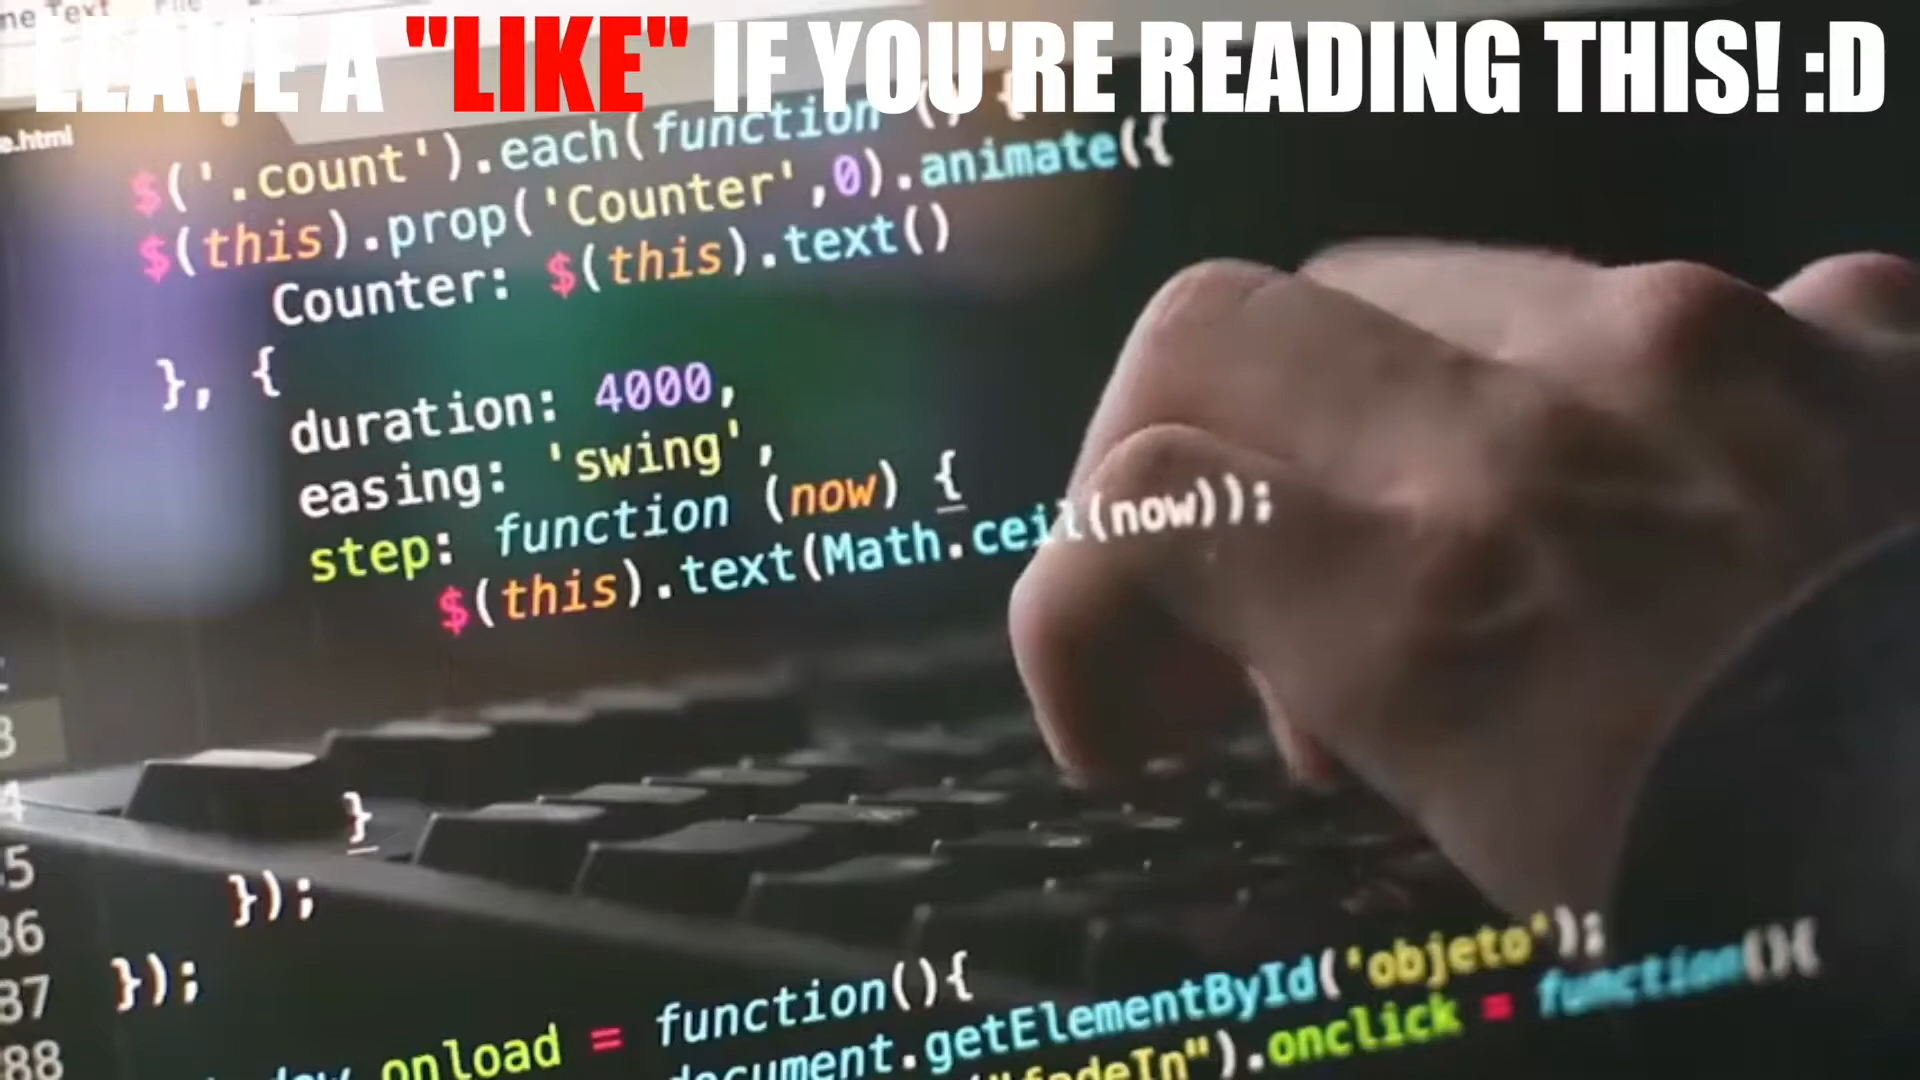 LEAVE A "LIKE" IF YOU'RE READING THIS! :D
e.html
$('.count').each(function () {
$(this).prop('Counter',0).animate({
Counter: $(this).text()
}, {
duration: 4000,
easing: 'swing',
step: function (now) {
$(this).text(Math.ceil(now));
}
});
});
onload = function(){
document.getElementById('objeto');
"fadeIn").onclick = function(){